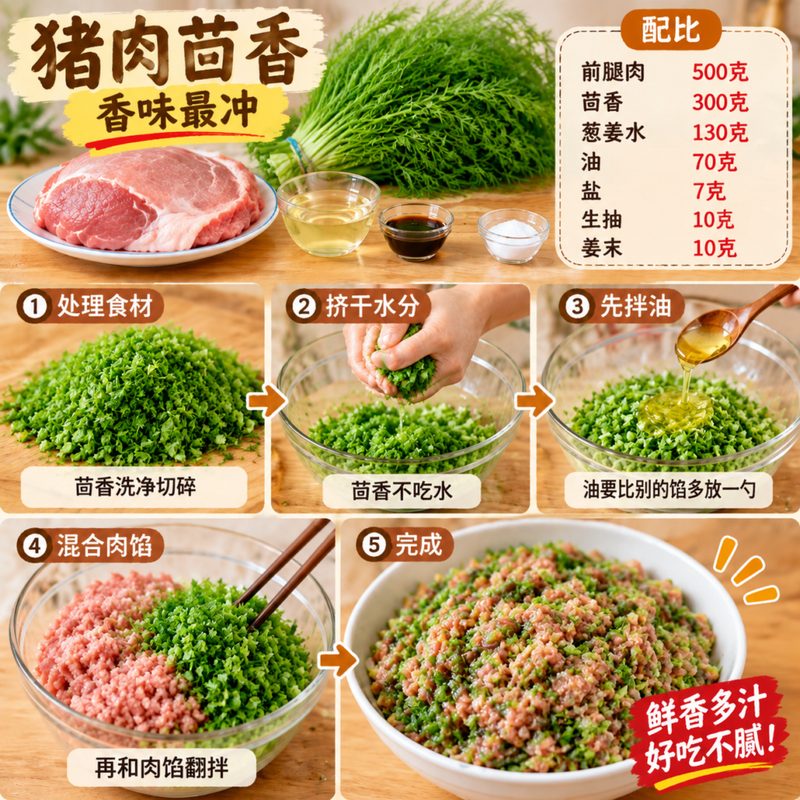 猪肉茴香
香味最冲
配比
前腿肉 500克
茴香 300克
葱姜水 130克
油 70克
盐 7克
生抽 10克
姜末 10克
1 处理食材
茴香洗净切碎
2 挤干水分
茴香不吃水
3 先拌油
油要比别的馅多放一勺
4 混合肉馅
再和肉馅翻拌
5 完成
鲜香多汁
好吃不腻!